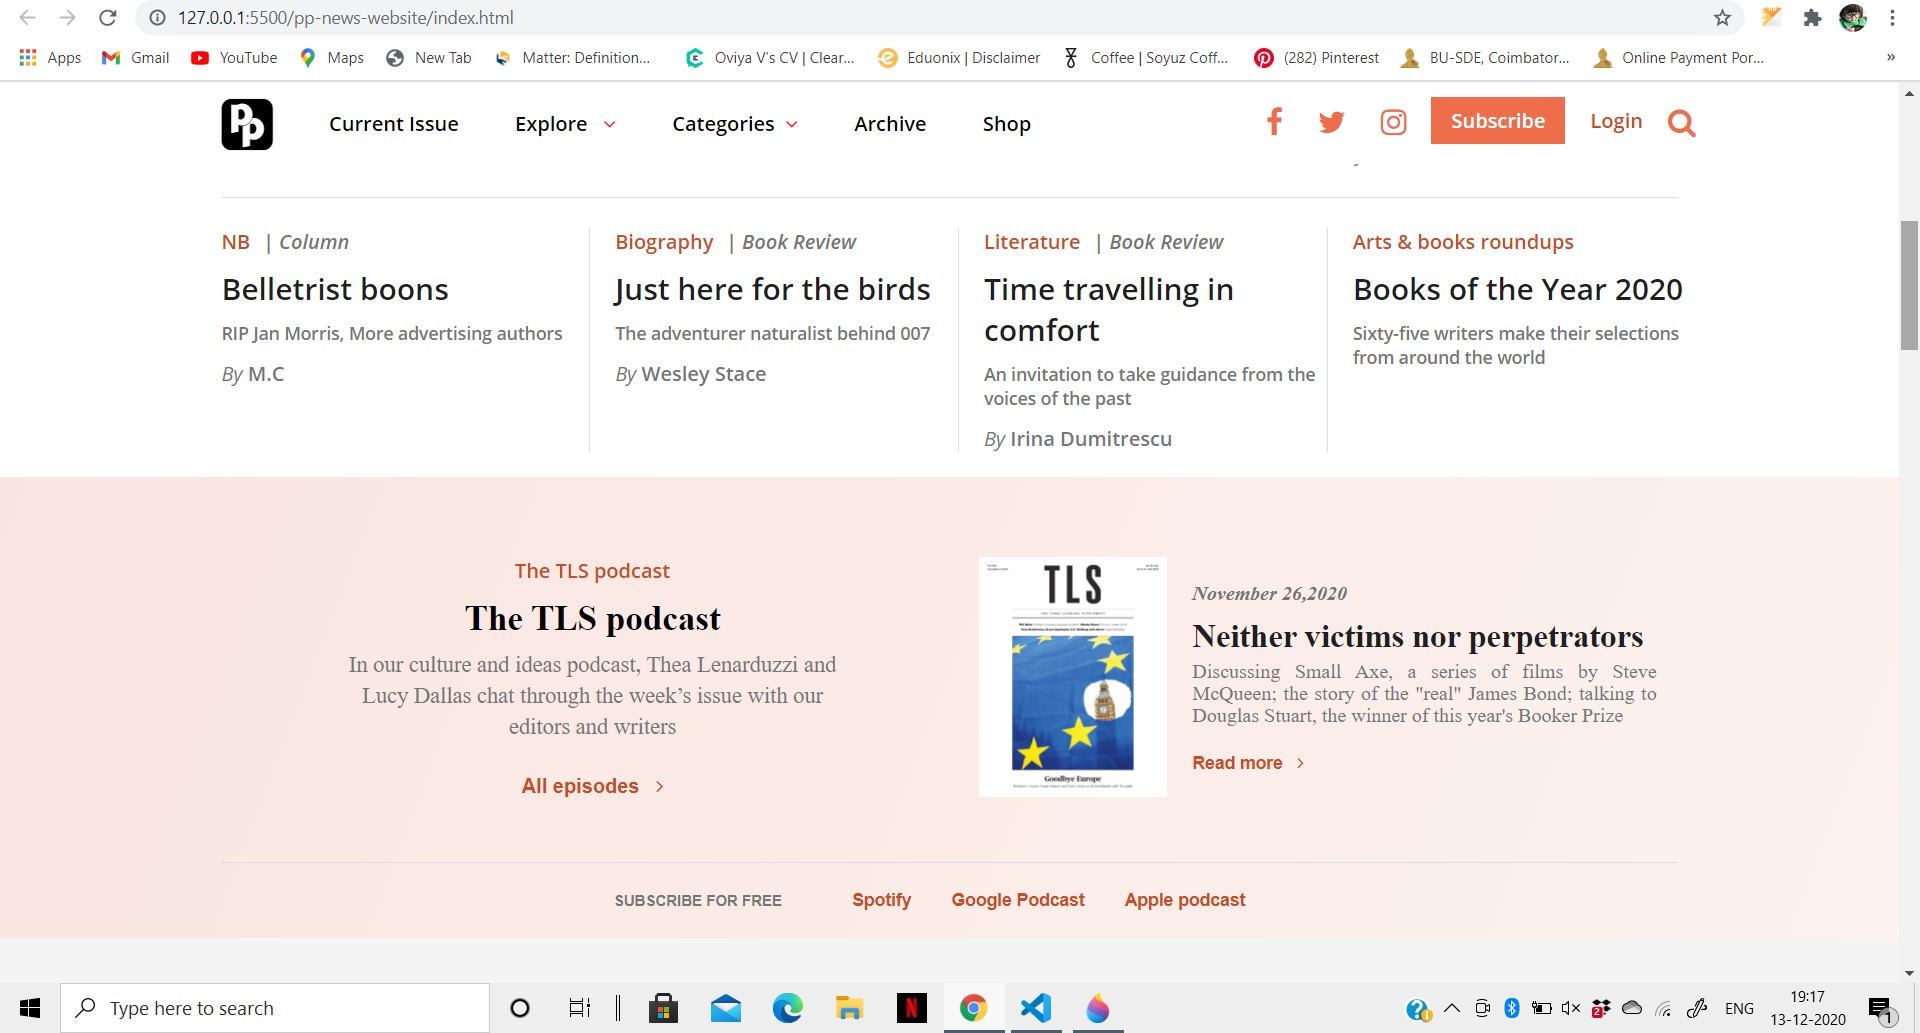 127.0.0.1:5500/pp-news-website/index.html
Apps Gmail YouTube Maps New Tab Matter: Definition... Oviya V's CV | Clear... Eduonix | Disclaimer Coffee | Soyuz Coff... (282) Pinterest BU-SDE, Coimbator... Online Payment Por... »
Pp Current Issue Explore Categories Archive Shop Subscribe Login
NB | Column
Belletrist boons
RIP Jan Morris, More advertising authors
By M.C
Biography | Book Review
Just here for the birds
The adventurer naturalist behind 007
By Wesley Stace
Literature | Book Review
Time travelling in
comfort
An invitation to take guidance from the
voices of the past
By Irina Dumitrescu
Arts & books roundups
Books of the Year 2020
Sixty-five writers make their selections
from around the world
The TLS podcast
The TLS podcast
In our culture and ideas podcast, Thea Lenarduzzi and
Lucy Dallas chat through the week’s issue with our
editors and writers
All episodes
TLS
THE TIMES LITERARY SUPPLEMENT
Goodbye Europe
November 26,2020
Neither victims nor perpetrators
Discussing Small Axe, a series of films by Steve
McQueen; the story of the "real" James Bond; talking to
Douglas Stuart, the winner of this year's Booker Prize
Read more
SUBSCRIBE FOR FREE Spotify Google Podcast Apple podcast
Type here to search
N
2
ENG
19:17
13-12-2020
1